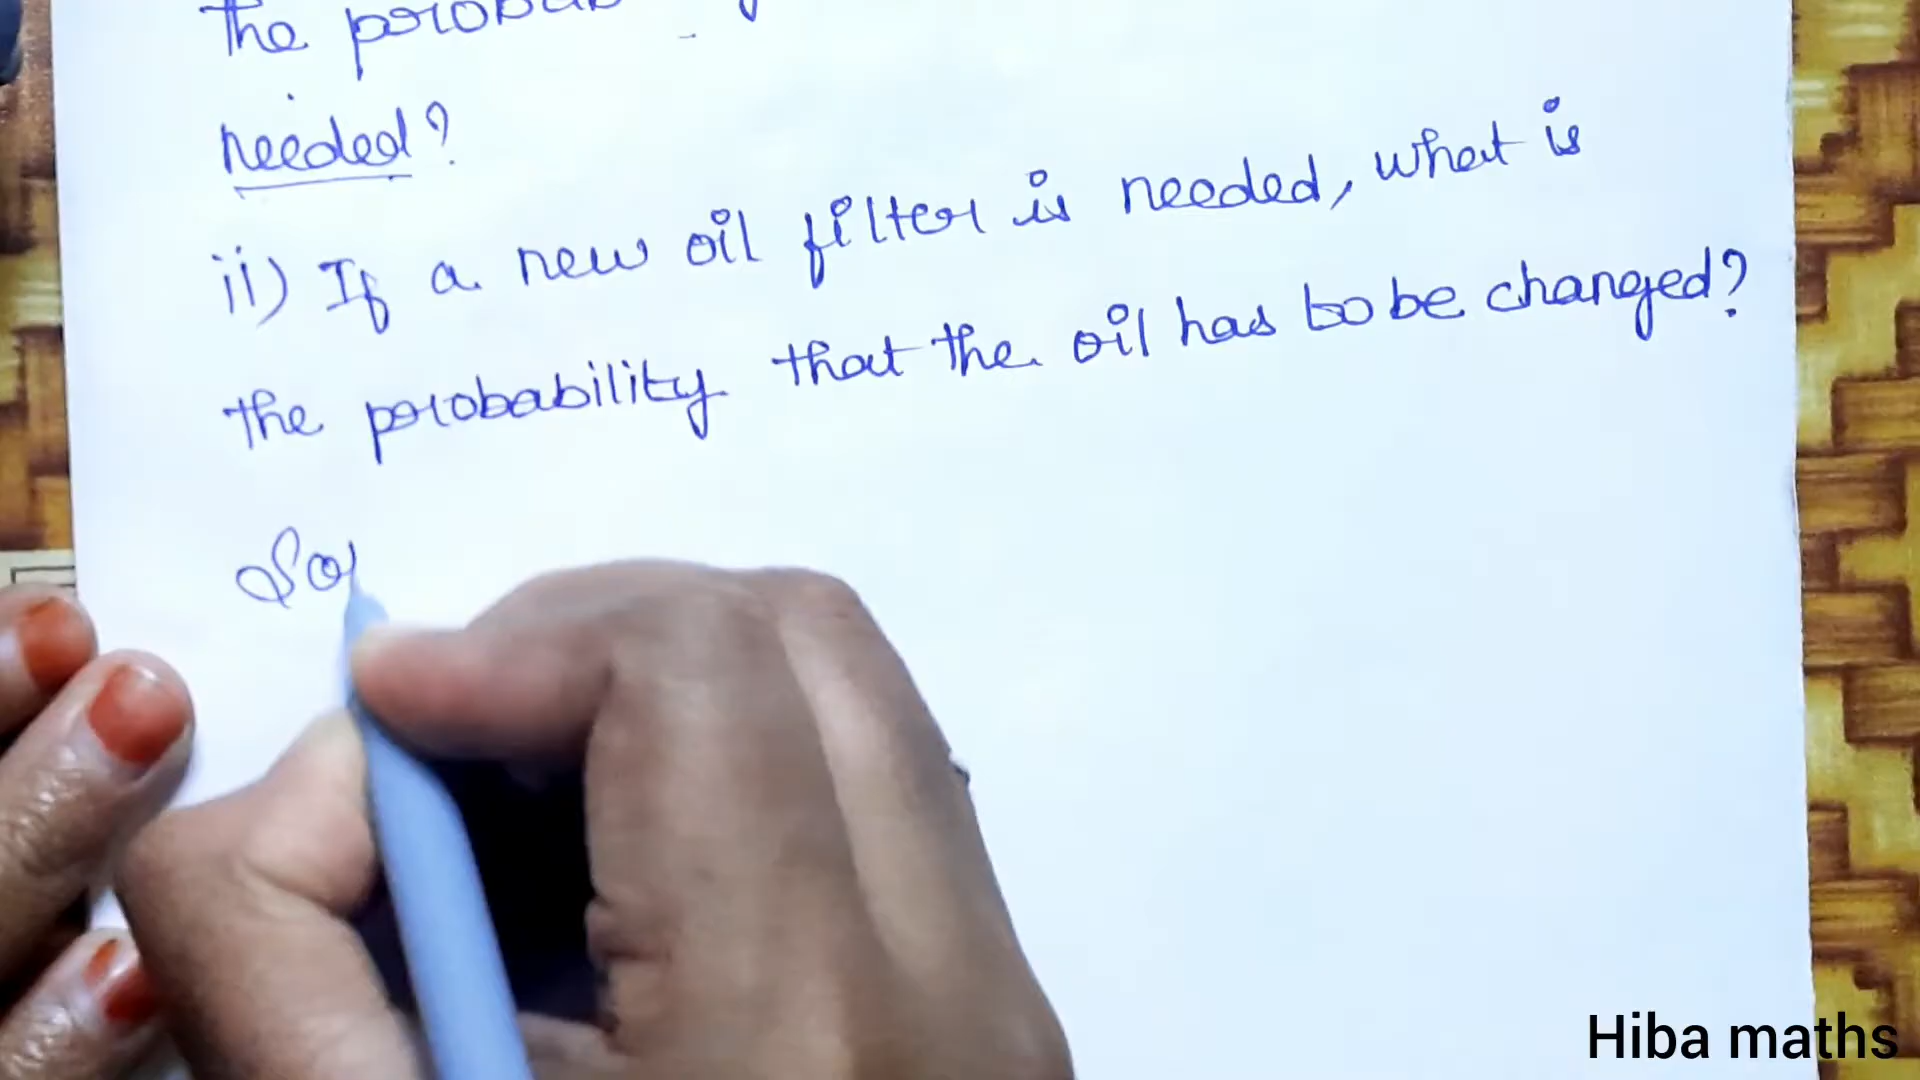 the
needed?
ii) If a new oil filter is needed, what is
the probability that the oil has to be changed?
Sol
Hiba maths